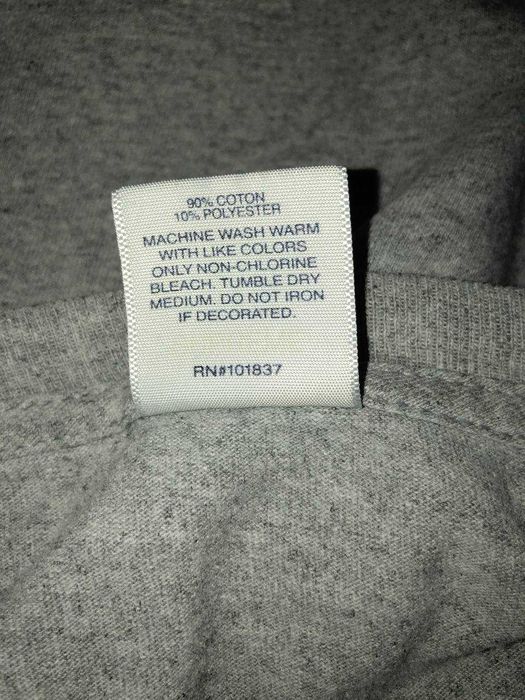 90% COTON
10% POLYESTER
MACHINE WASH WARM
WITH LIKE COLORS
ONLY NON-CHLORINE
BLEACH. TUMBLE DRY
MEDIUM. DO NOT IRON
IF DECORATED.
RN#101837